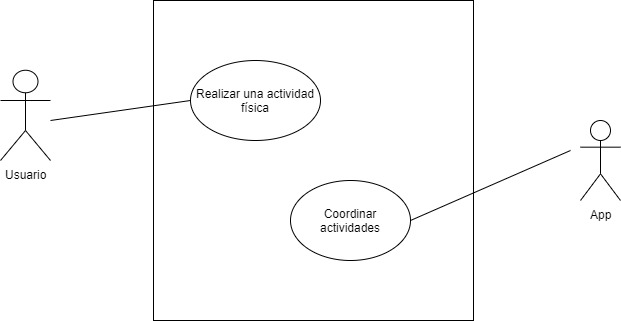 Realizar una actividad
física
Usuario
Coordinar
actividades
App